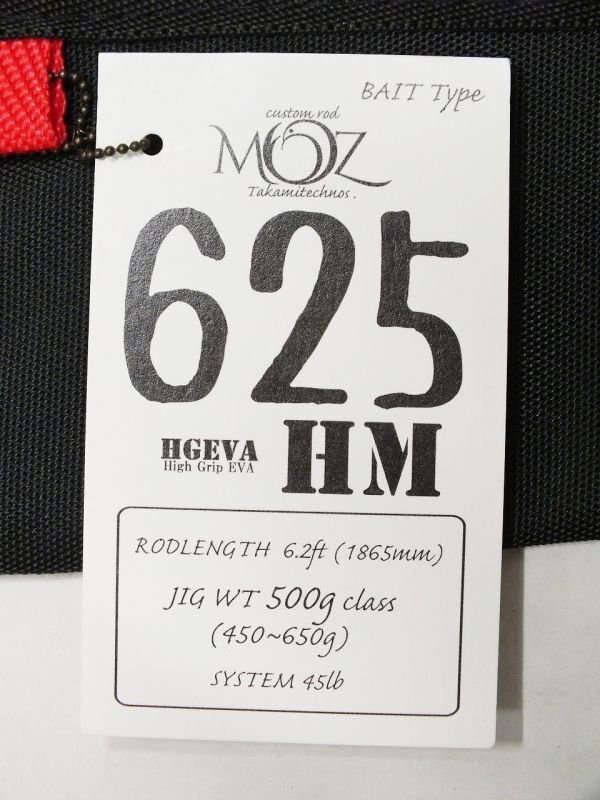 BAIT Type
custom rod
MOZ
Takamitechnos.
625
HGEVA
High Grip EVA
HM
RODLENGTH 6.2ft (1865mm)
JIG WT 500g class
(450~650g)
SYSTEM 45lb